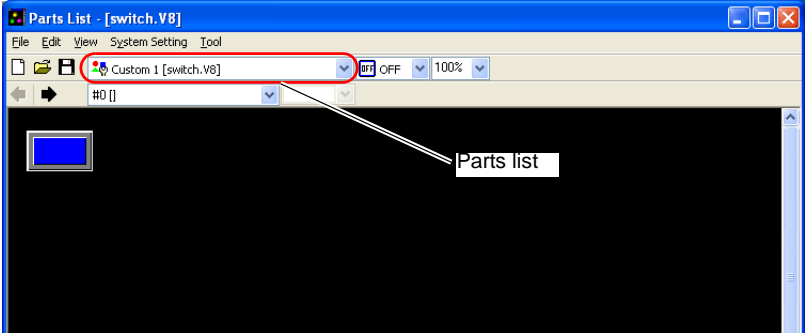 Parts List - [switch.V8]
File Edit View System Setting Tool
Custom 1 [switch.V8] OFF OFF 100%
#0 []
Parts list